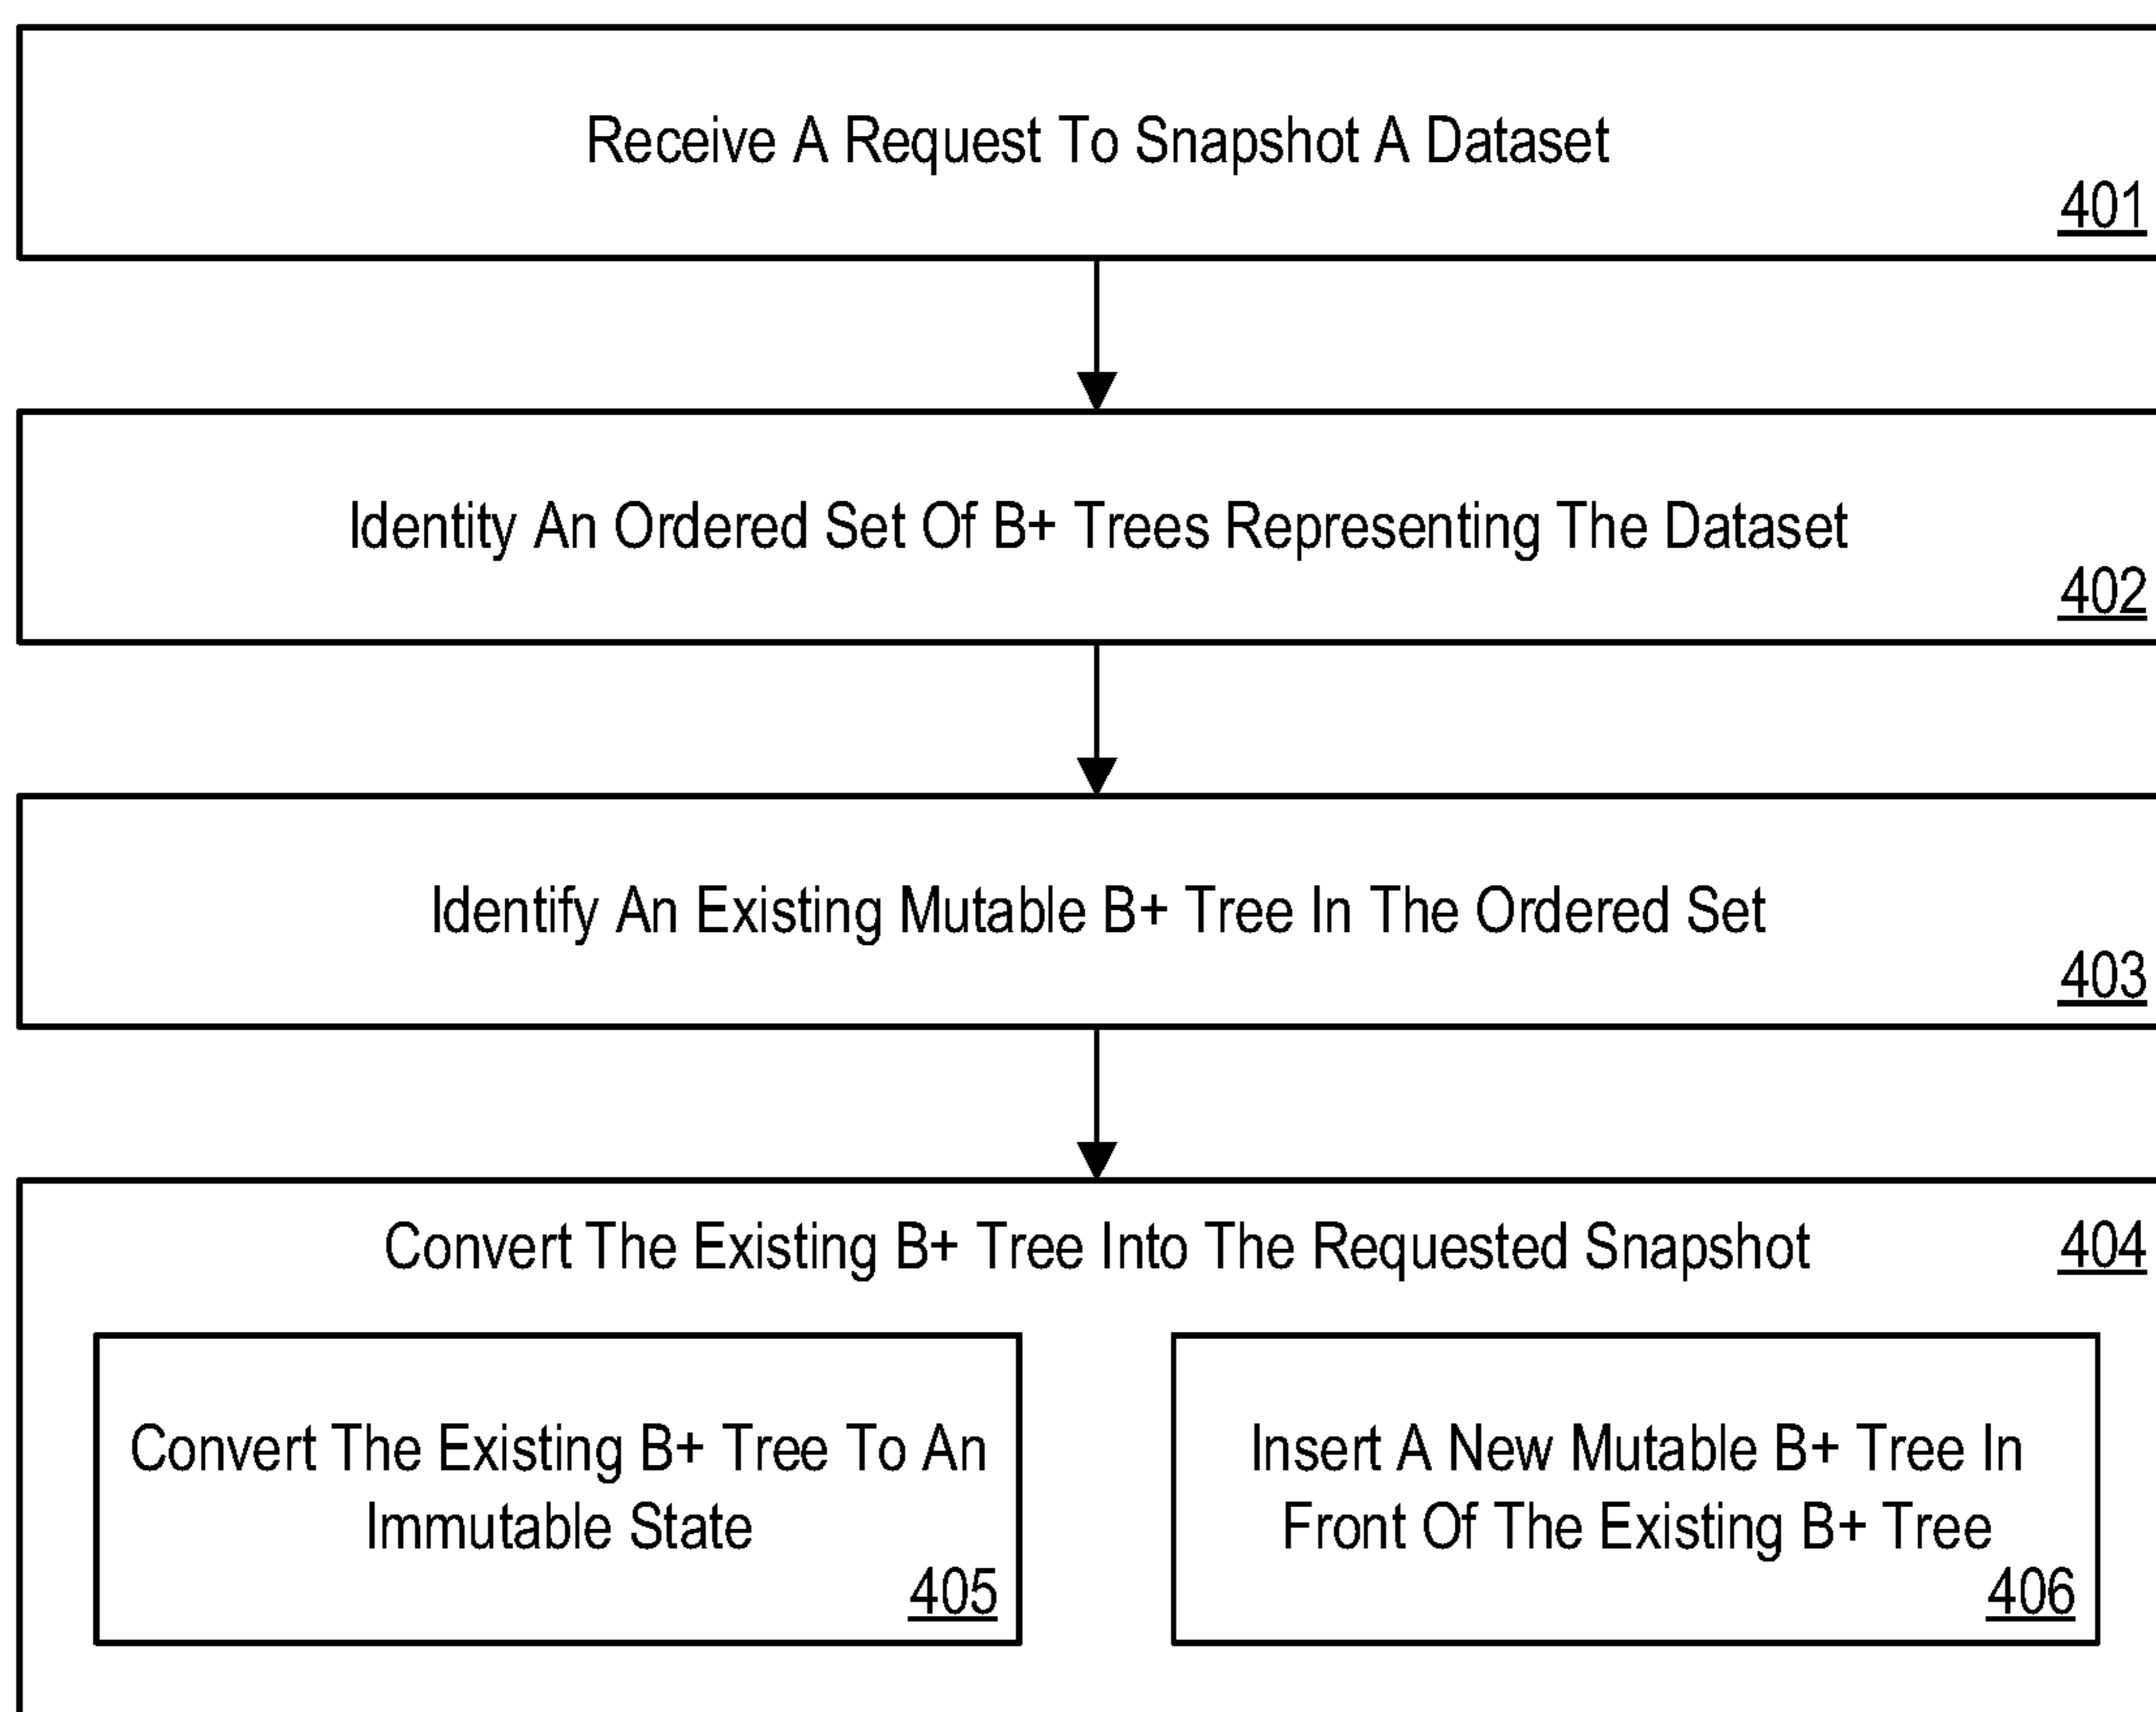 Receive A Request To Snapshot A Dataset
401
Identity An Ordered Set Of B+ Trees Representing The Dataset
402
Identify An Existing Mutable B+ Tree In The Ordered Set
403
Convert The Existing B+ Tree Into The Requested Snapshot
404
Convert The Existing B+ Tree To An
Immutable State
405
Insert A New Mutable B+ Tree In
Front Of The Existing B+ Tree
406